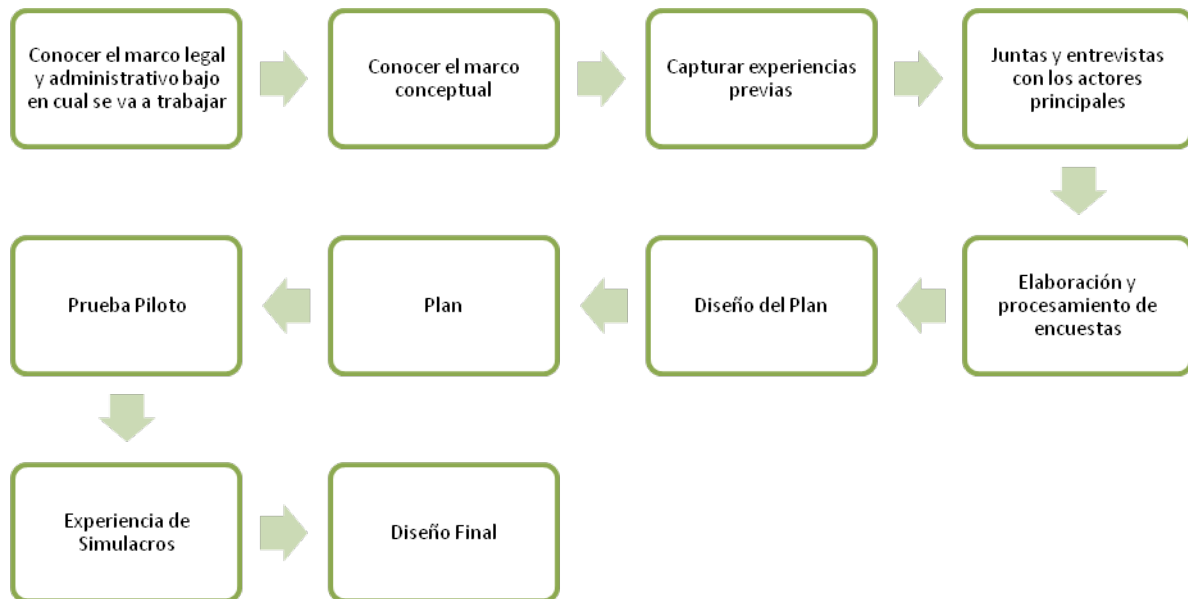 Conocer el marco legal
y administrativo bajo
en cual se va a trabajar
Conocer el marco
conceptual
Capturar experiencias
previas
Juntas y entrevistas
con los actores
principales
Elaboración y
procesamiento de
encuestas
Diseño del Plan
Plan
Prueba Piloto
Experiencia de
Simulacros
Diseño Final